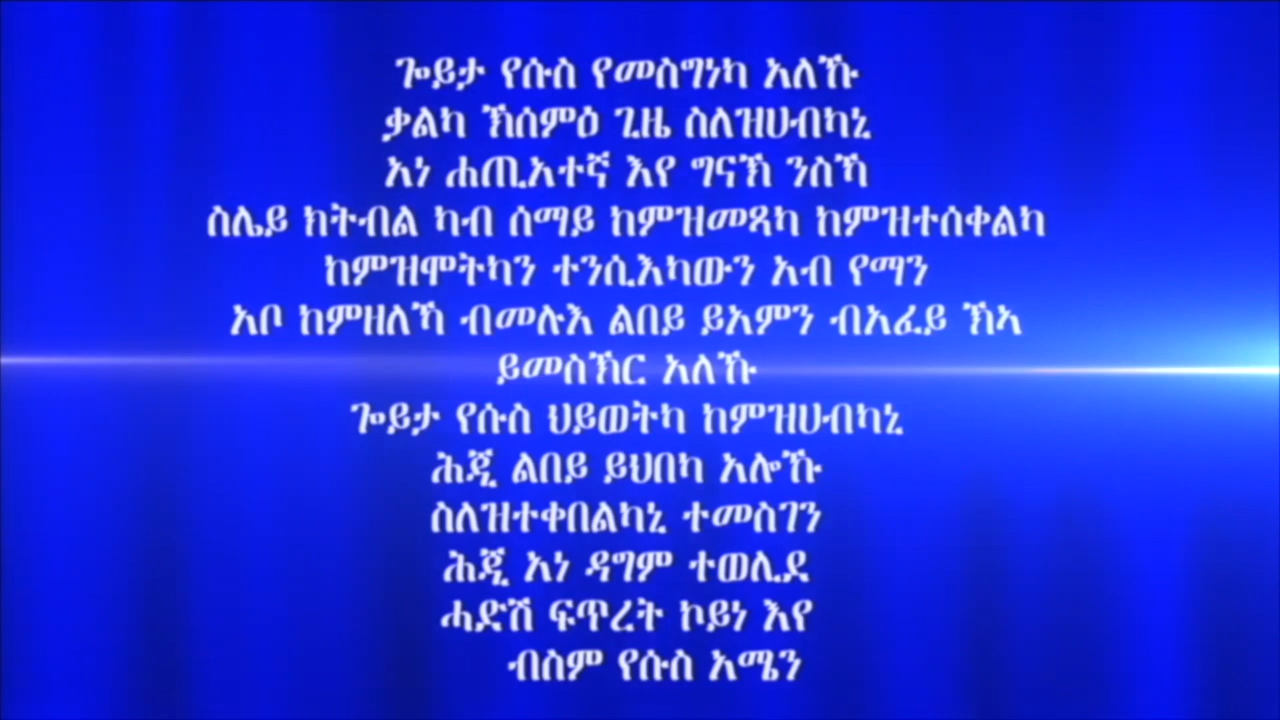 ጐይታ የሱስ የመስግነካ አለኹ
ቃልካ ኽሰምዕ ጊዜ ስለዝሀብካኒ
አነ ሐጢአተኛ እየ ግናኽ ንስኻ
ስሌይ ክትብል ካብ ሰማይ ከምዝመጻካ ከምዝተሰቀልካ
ከምዝሞትካን ተንሲእካውን አብ የማን
አቦ ከምዘለኻ ብመሉእ ልበይ ይአምን ብአፈይ ኽኣ
ይመስኽር አለኹ
ጐይታ የሱስ ህይወትካ ከምዝሀብካኒ
ሕጂ ልበይ ይህበካ አሎኹ
ስለዝተቀበልካኒ ተመስገን
ሕጂ አነ ዳግም ተወሊደ
ሓድሽ ፍጥረት ኮይነ እየ
ብስም የሱስ አሜን